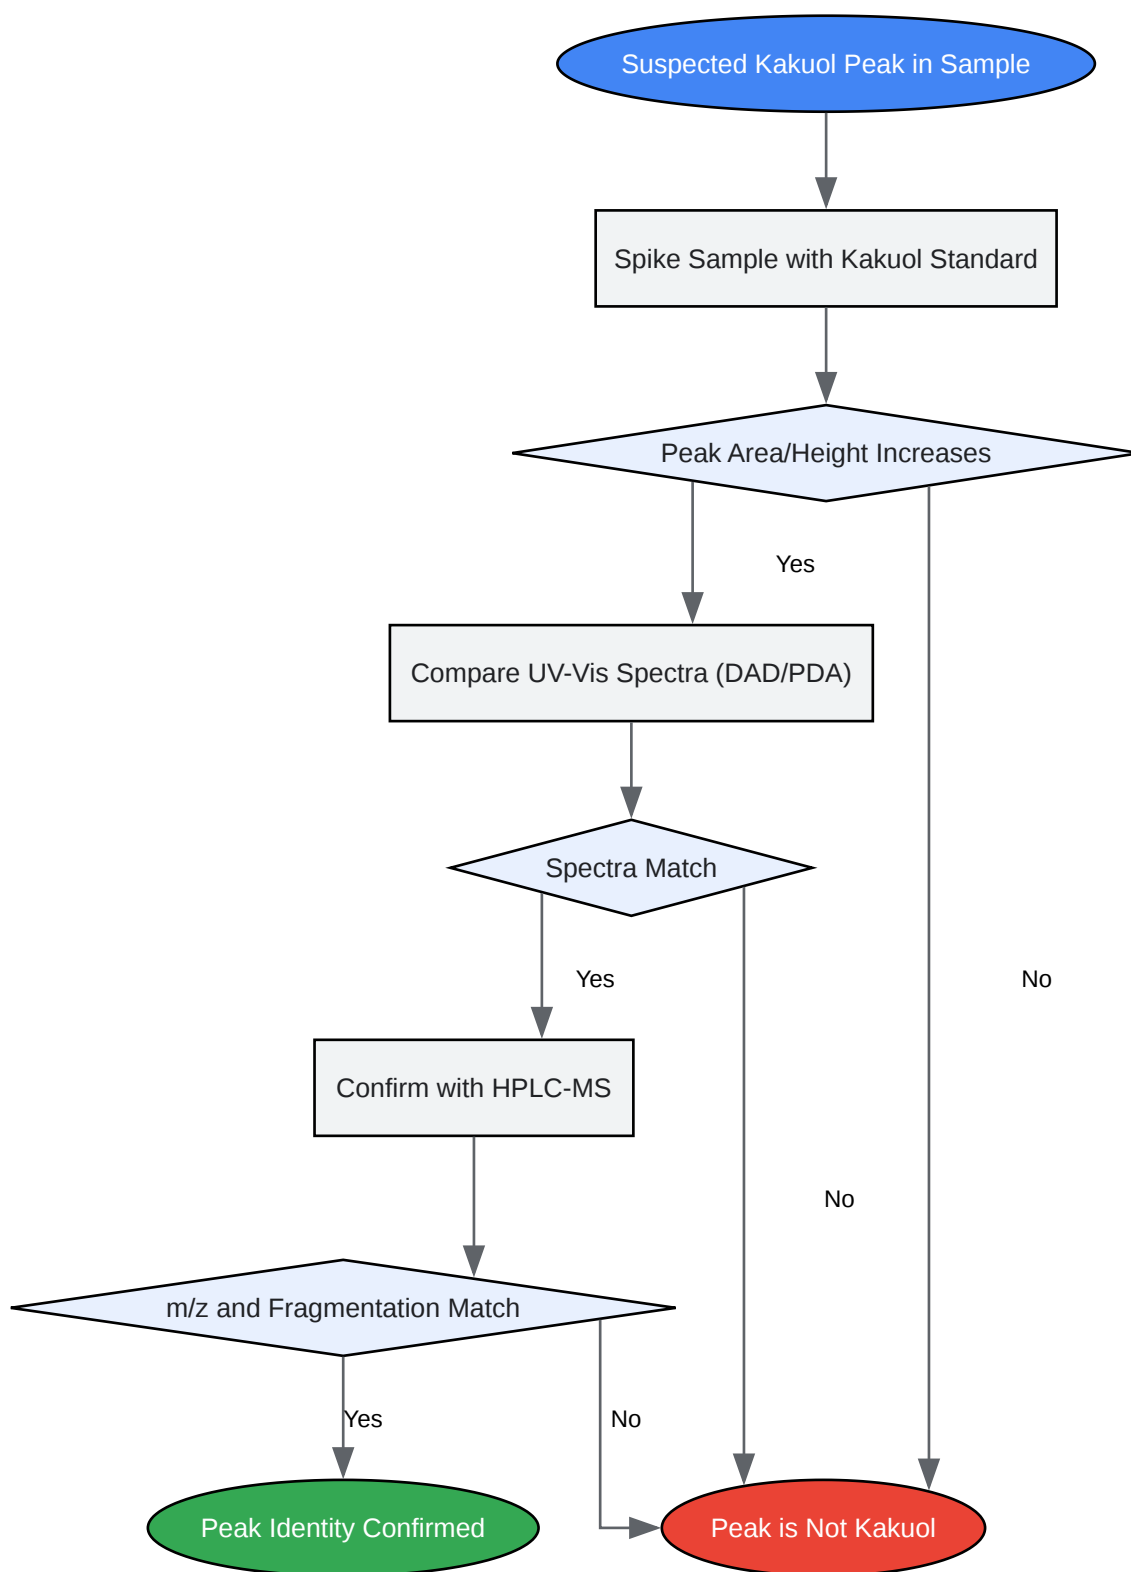 Suspected Kakuol Peak in Sample
Spike Sample with Kakuol Standard
Peak Area/Height Increases
Yes
Compare UV-Vis Spectra (DAD/PDA)
Spectra Match
Yes
No
Confirm with HPLC-MS
No
m/z and Fragmentation Match
Yes
No
Peak Identity Confirmed
Peak is Not Kakuol